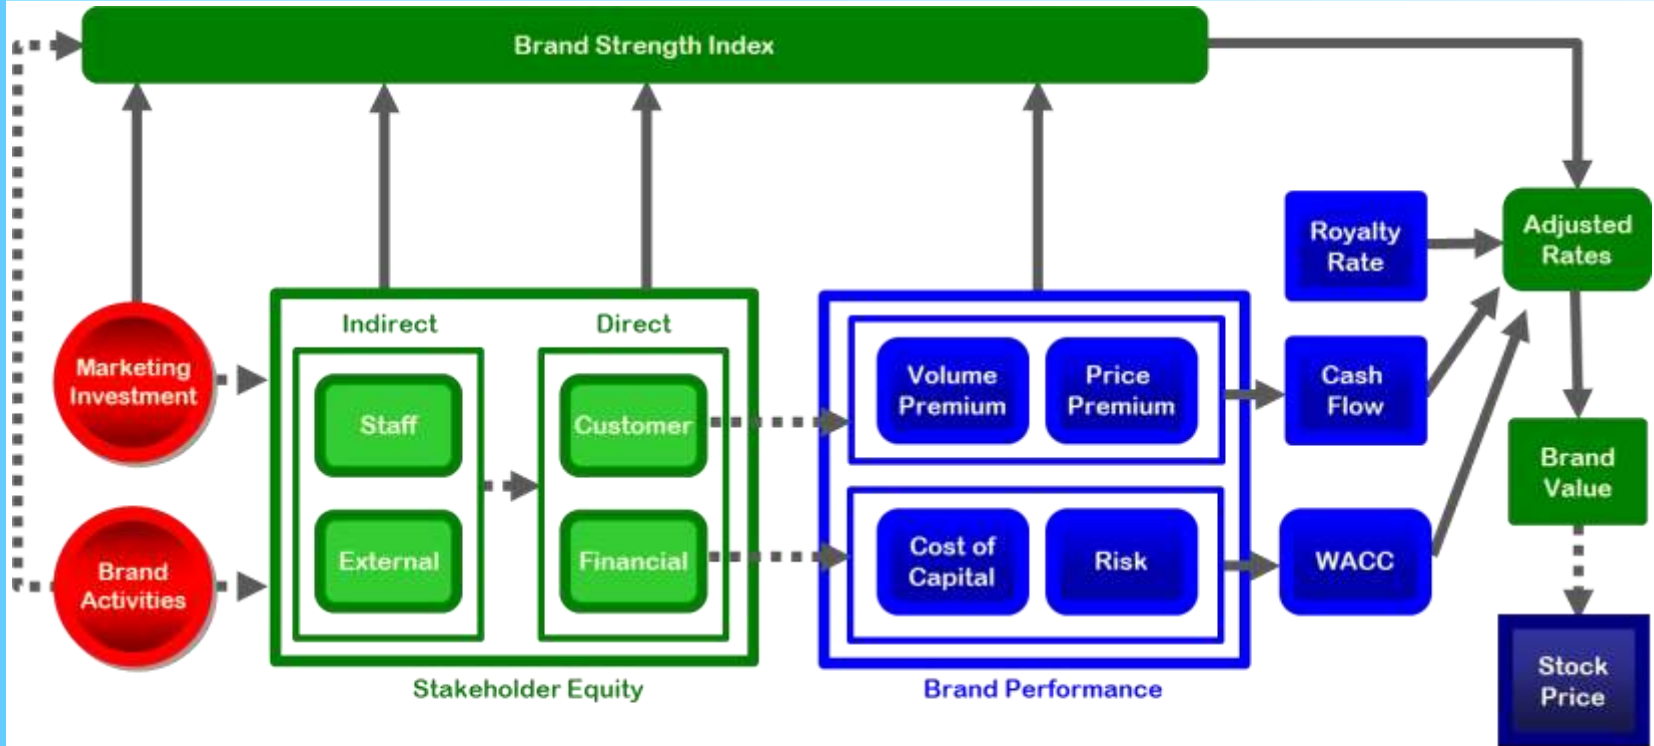 Brand Strength Index
Marketing
Investment
Brand
Activities
Indirect
Direct
Staff
Customer
External
Financial
Stakeholder Equity
Volume
Premium
Price
Premium
Cost of
Capital
Risk
Brand Performance
Royalty
Rate
Cash
Flow
WACC
Adjusted
Rates
Brand
Value
Stock
Price